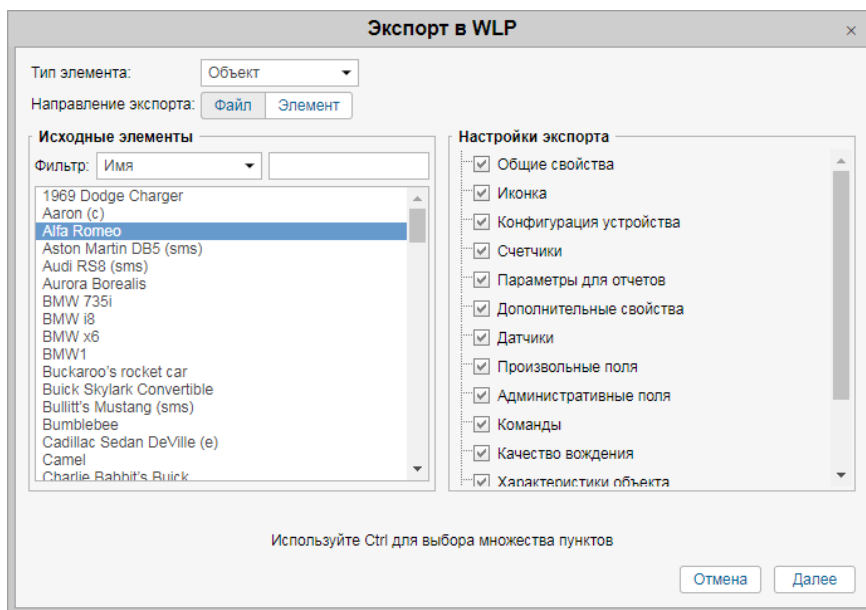 Экспорт в WLP
Тип элемента: Объект
Направление экспорта: Файл Элемент
Исходные элементы
Фильтр: Имя
1969 Dodge Charger
Aaron (c)
Alfa Romeo
Aston Martin DB5 (sms)
Audi RS8 (sms)
Aurora Borealis
BMW 735i
BMW i8
BMW x6
BMW1
Buckaroo's rocket car
Buick Skylark Convertible
Bullitt's Mustang (sms)
Bumblebee
Cadillac Sedan DeVille (e)
Camel
Charlie Babbit's Buick
Настройки экспорта
Общие свойства
Иконка
Конфигурация устройства
Счетчики
Параметры для отчетов
Дополнительные свойства
Датчики
Произвольные поля
Административные поля
Команды
Качество вождения
Характеристики объекта
Используйте Ctrl для выбора множества пунктов
Отмена Далее